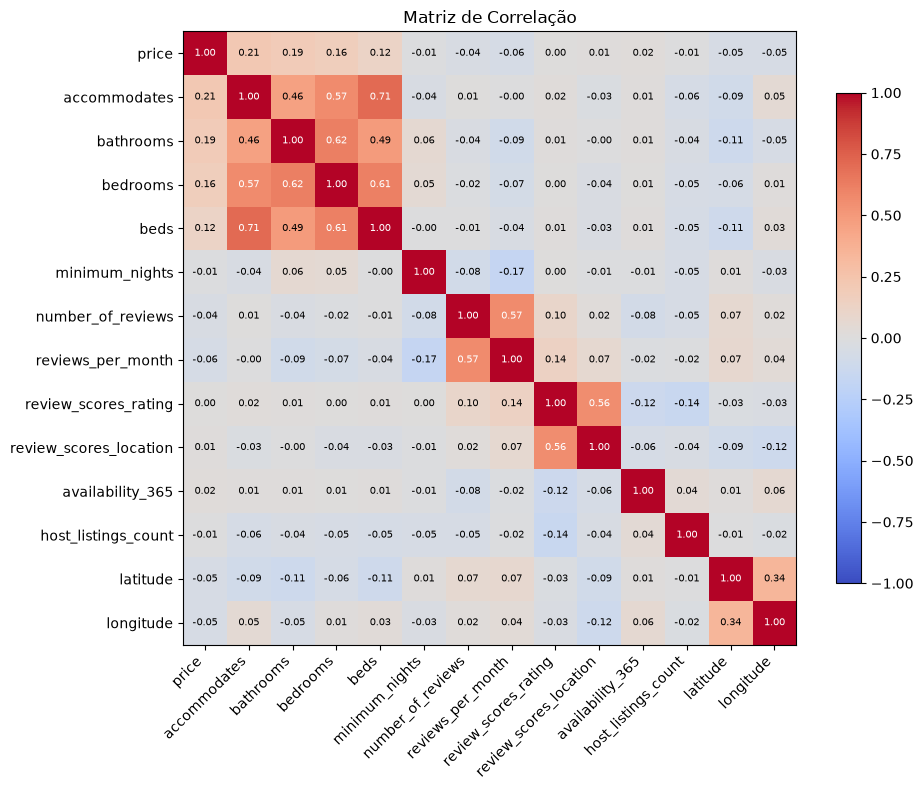 Matriz de Correlação
price 1.00 0.21 0.19 0.16 0.12 -0.01 -0.04 -0.06 0.00 0.01 0.02 -0.01 -0.05 -0.05
accommodates 0.21 1.00 0.46 0.57 0.71 -0.04 0.01 -0.00 0.02 -0.03 0.01 -0.06 -0.09 0.05
bathrooms 0.19 0.46 1.00 0.62 0.49 0.06 -0.04 -0.09 0.01 -0.00 0.01 -0.04 -0.11 -0.05
bedrooms 0.16 0.57 0.62 1.00 0.61 0.05 -0.02 -0.07 0.00 -0.04 0.01 -0.05 -0.06 0.01
beds 0.12 0.71 0.49 0.61 1.00 -0.00 -0.01 -0.04 0.01 -0.03 0.01 -0.05 -0.11 0.03
minimum_nights -0.01 -0.04 0.06 0.05 -0.00 1.00 -0.08 -0.17 0.00 -0.01 -0.01 -0.05 0.01 -0.03
number_of_reviews -0.04 0.01 -0.04 -0.02 -0.01 -0.08 1.00 0.57 0.10 0.02 -0.08 -0.05 0.07 0.02
reviews_per_month -0.06 -0.00 -0.09 -0.07 -0.04 -0.17 0.57 1.00 0.14 0.07 -0.02 -0.02 0.07 0.04
review_scores_rating 0.00 0.02 0.01 0.00 0.01 0.00 0.10 0.14 1.00 0.56 -0.12 -0.14 -0.03 -0.03
review_scores_location 0.01 -0.03 -0.00 -0.04 -0.03 -0.01 0.02 0.07 0.56 1.00 -0.06 -0.04 -0.09 -0.12
availability_365 0.02 0.01 0.01 0.01 0.01 -0.01 -0.08 -0.02 -0.12 -0.06 1.00 0.04 0.01 0.06
host_listings_count -0.01 -0.06 -0.04 -0.05 -0.05 -0.05 -0.05 -0.02 -0.14 -0.04 0.04 1.00 -0.01 -0.02
latitude -0.05 -0.09 -0.11 -0.06 -0.11 0.01 0.07 0.07 -0.03 -0.09 0.01 -0.01 1.00 0.34
longitude -0.05 0.05 -0.05 0.01 0.03 -0.03 0.02 0.04 -0.03 -0.12 0.06 -0.02 0.34 1.00
price
accommodates
bathrooms
bedrooms
beds
minimum_nights
number_of_reviews
reviews_per_month
review_scores_rating
review_scores_location
availability_365
host_listings_count
latitude
longitude
1.00
0.75
0.50
0.25
0.00
−0.25
−0.50
−0.75
−1.00